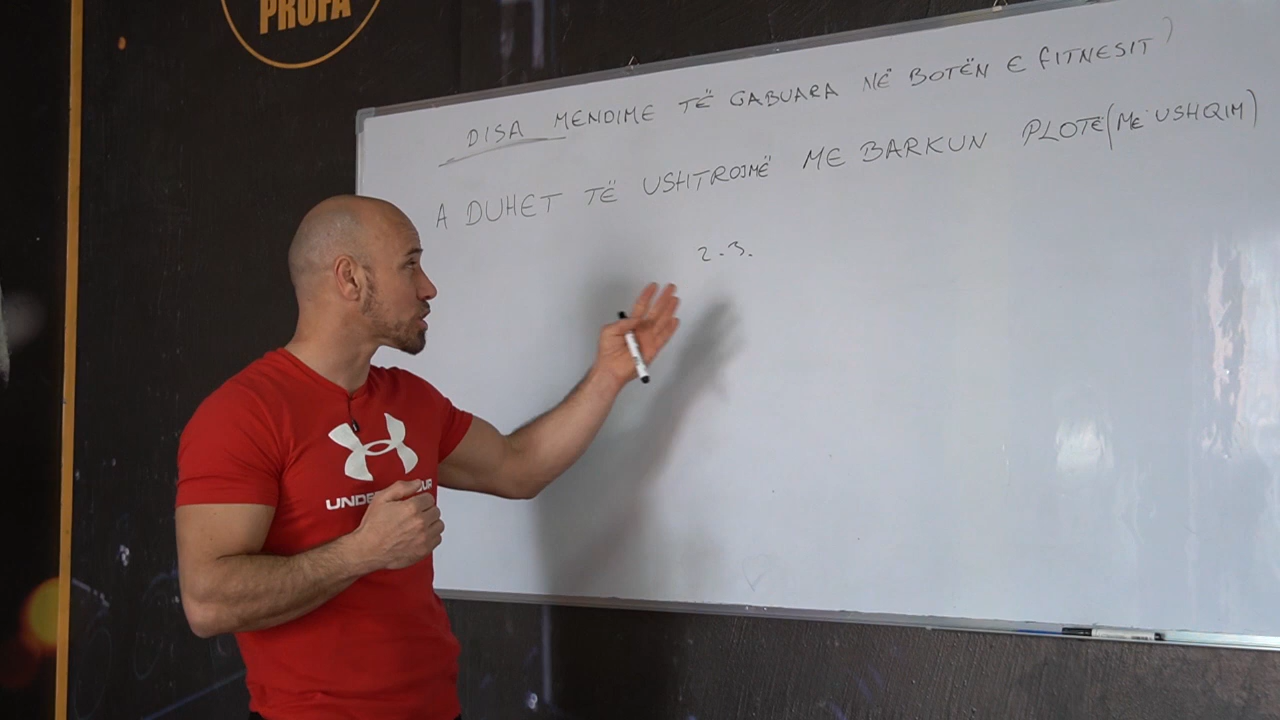 PROFA
DISA MENDIME TË GABUARA NË BOTËN E FITNESIT)
A DUHET TË USHTROJMË ME BARKUN PLOTË (ME USHQIM)
2.3.
UNDE UR